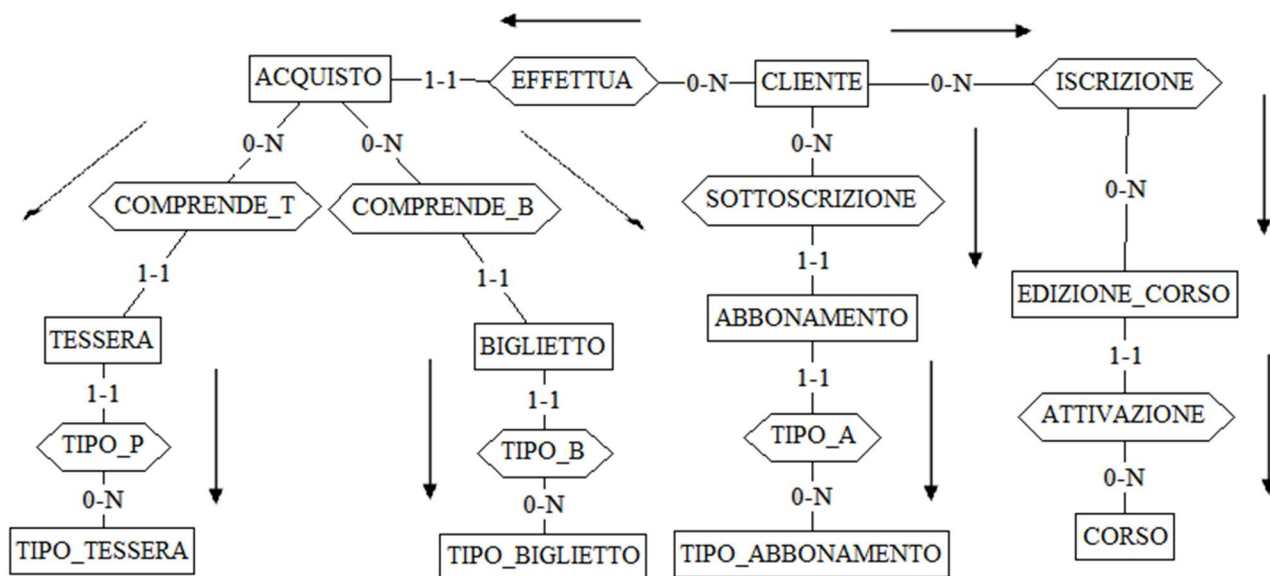 ACQUISTO 1-1 EFFETTUA 0-N CLIENTE 0-N ISCRIZIONE
0-N 0-N 0-N 0-N
COMPRENDE_T COMPRENDE_B SOTTOSCRIZIONE
1-1 1-1 1-1
TESSERA BIGLIETTO ABBONAMENTO EDIZIONE_CORSO
1-1 1-1 1-1 1-1
TIPO_P TIPO_B TIPO_A ATTIVAZIONE
0-N 0-N 0-N 0-N
TIPO_TESSERA TIPO_BIGLIETTO TIPO_ABBONAMENTO CORSO